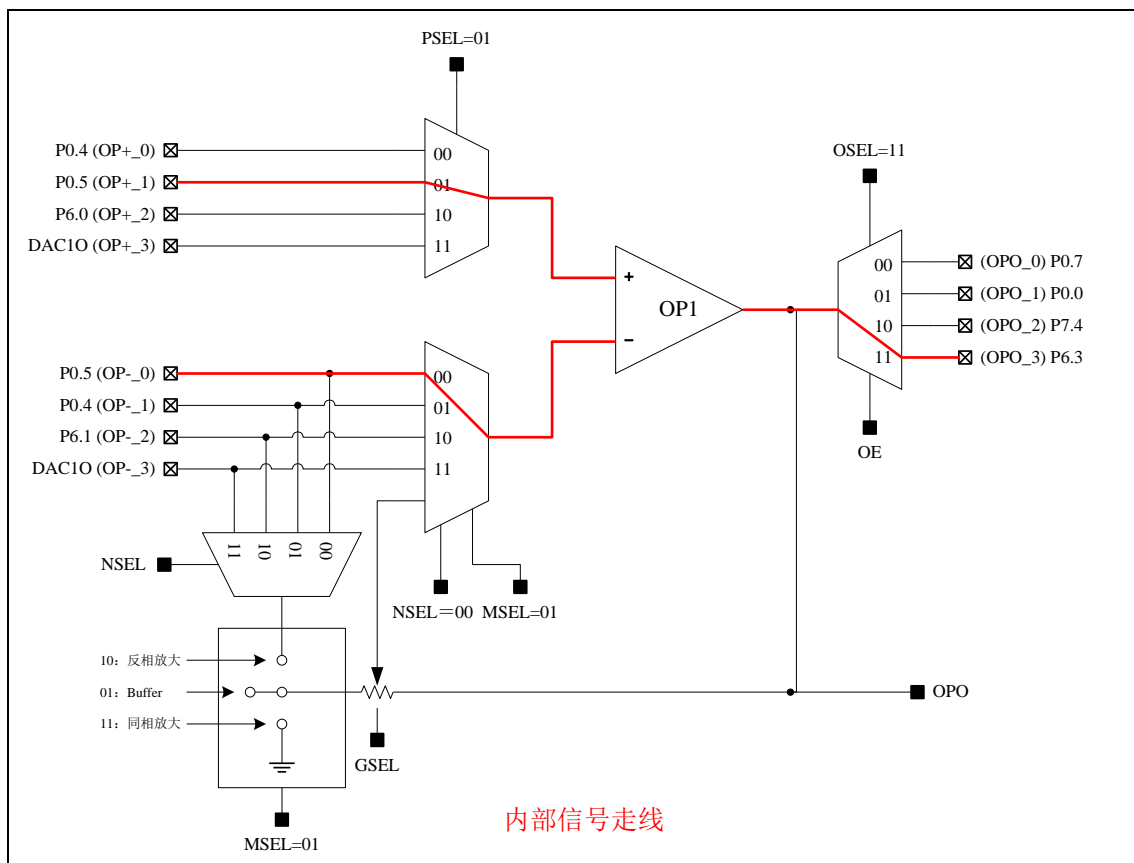 PSEL=01
P0.4 (OP+_0)
P0.5 (OP+_1)
P6.0 (OP+_2)
DAC1O (OP+_3)
00
01
10
11
OSEL=11
00
01
10
11
(OPO_0) P0.7
(OPO_1) P0.0
(OPO_2) P7.4
(OPO_3) P6.3
OE
+
OP1
−
P0.5 (OP-_0)
P0.4 (OP-_1)
P6.1 (OP-_2)
DAC1O (OP-_3)
00
01
10
11
11
10
01
00
NSEL
NSEL＝00
MSEL=01
10：反相放大
01：Buffer
11：同相放大
GSEL
OPO
MSEL=01
内部信号走线